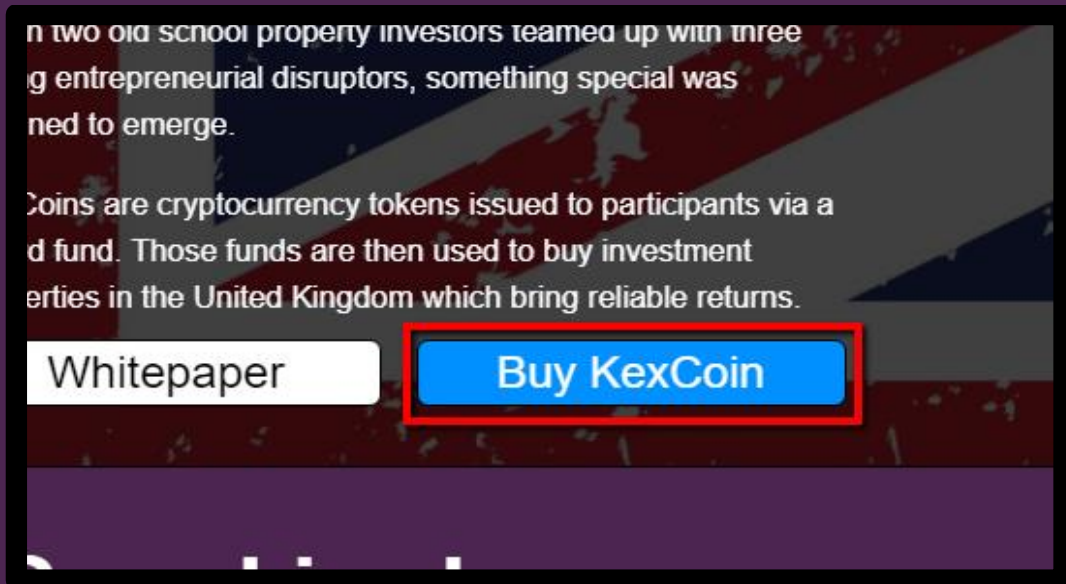 n two old school property investors teamed up with three
g entrepreneurial disruptors, something special was
ned to emerge.
Coins are cryptocurrency tokens issued to participants via a
d fund. Those funds are then used to buy investment
erties in the United Kingdom which bring reliable returns.
Whitepaper
Buy KexCoin